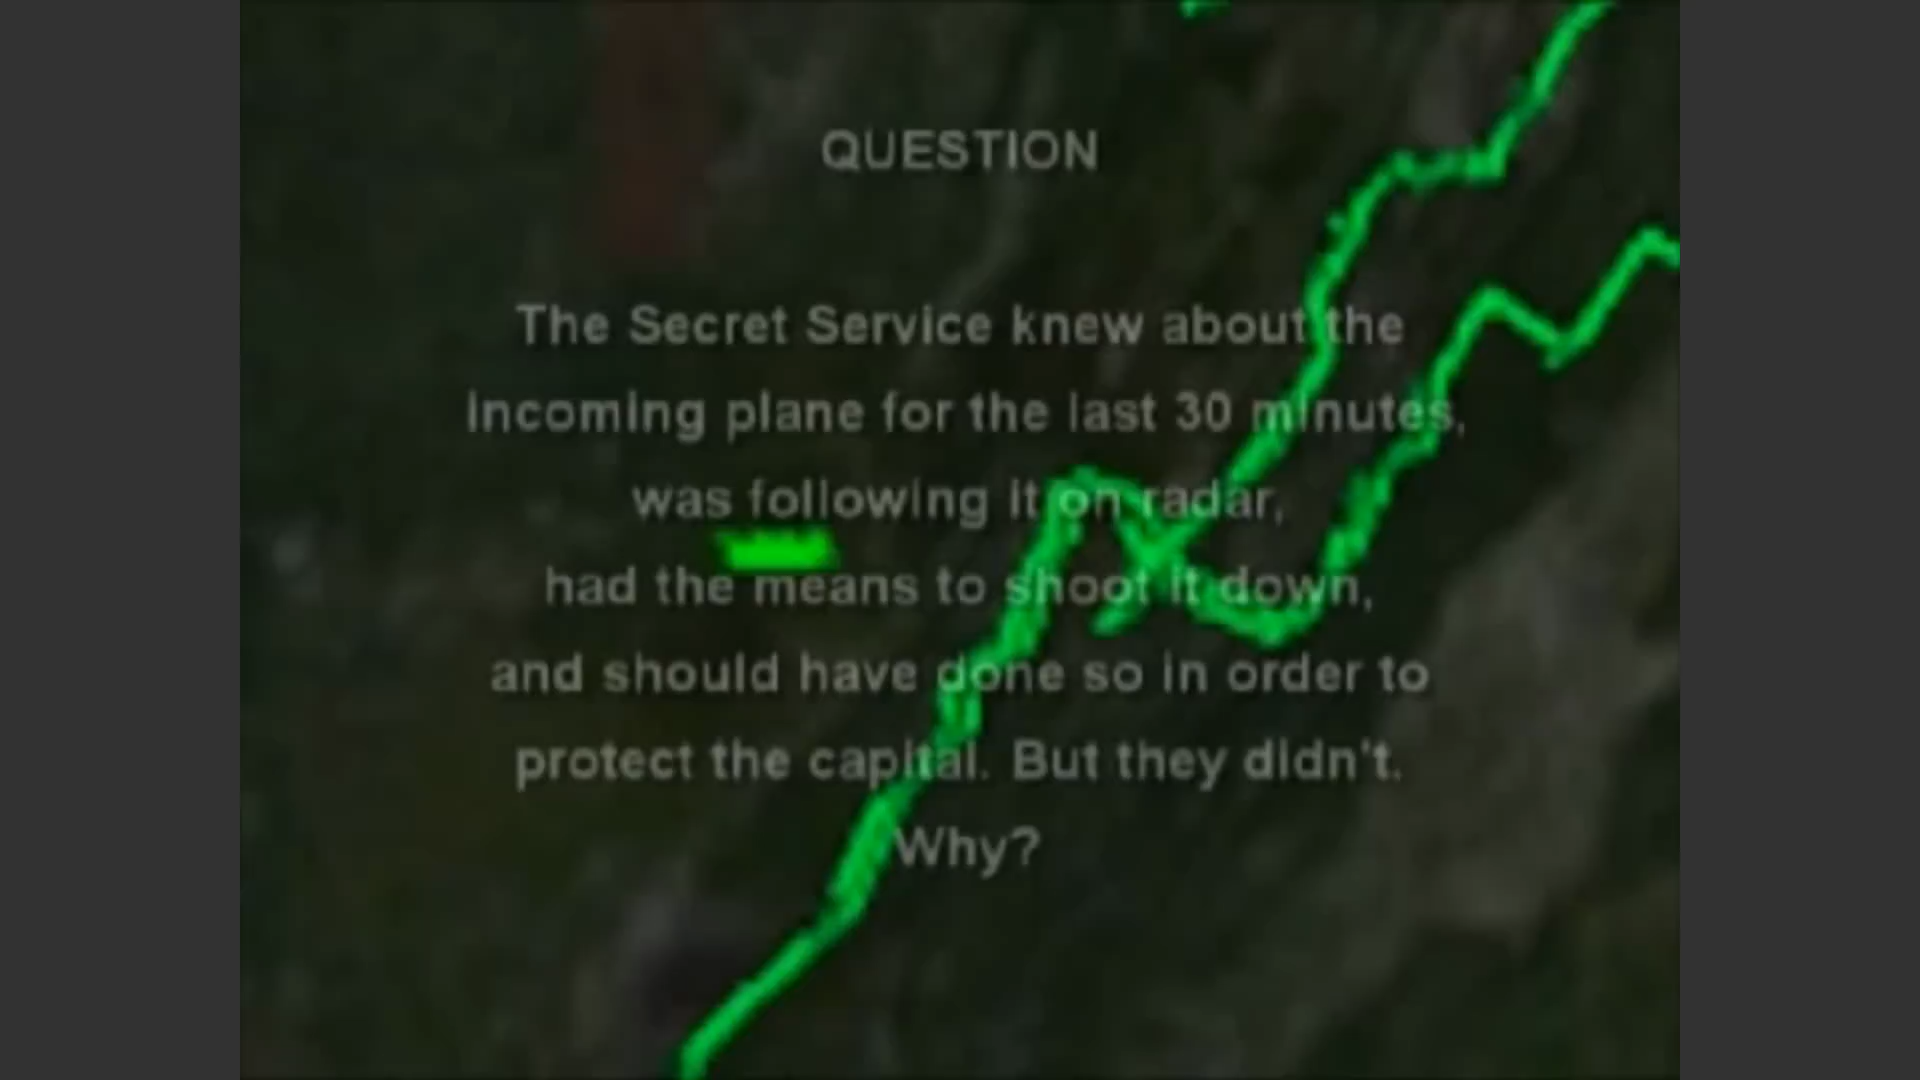 QUESTION
The Secret Service knew about the
incoming plane for the last 30 minutes,
was following it on radar,
had the means to shoot it down,
and should have done so in order to
protect the capital. But they didn't.
Why?